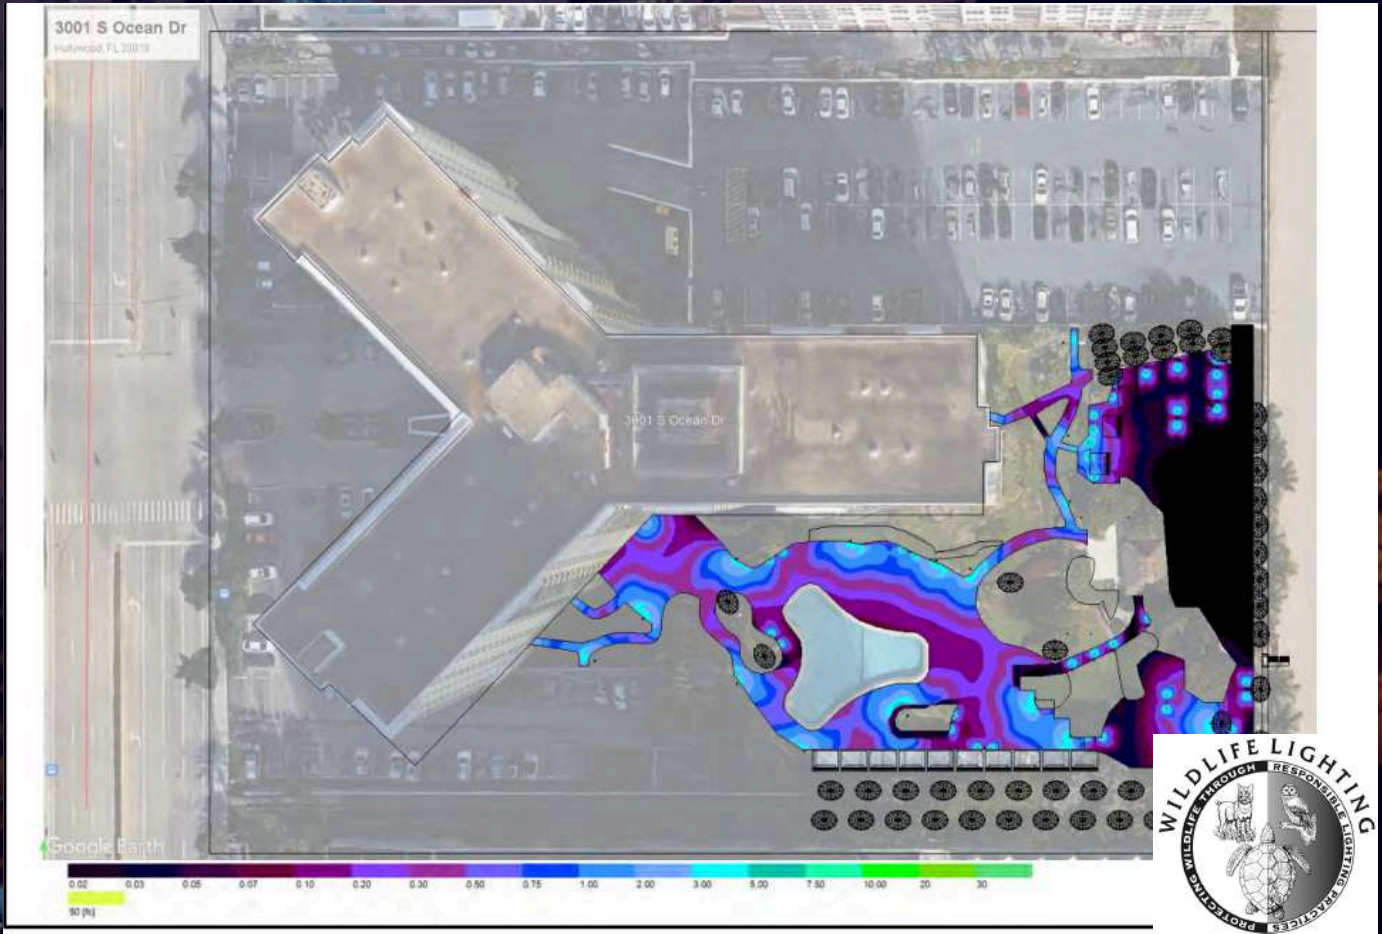 3001 S Ocean Dr
Hollywood, FL 33019
3001 S Ocean Dr
Google Earth
0.02 0.03 0.05 0.07 0.10 0.20 0.30 0.50 0.75 1.00 2.00 3.00 5.00 7.50 10.00 20 30
50 [fc]
WILDLIFE LIGHTING
PROTECTING WILDLIFE THROUGH RESPONSIBLE LIGHTING PRACTICES